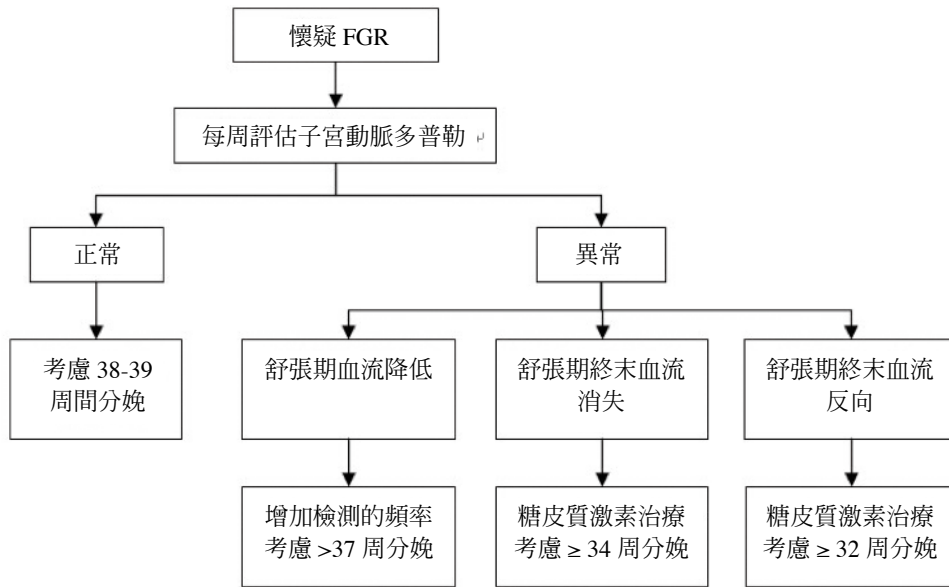 懷疑 FGR
每周評估子宮動脈多普勒
正常
異常
考慮 38-39
周間分娩
舒張期血流降低
舒張期終末血流
消失
舒張期終末血流
反向
增加檢測的頻率
考慮 >37 周分娩
糖皮質激素治療
考慮 ≥ 34 周分娩
糖皮質激素治療
考慮 ≥ 32 周分娩